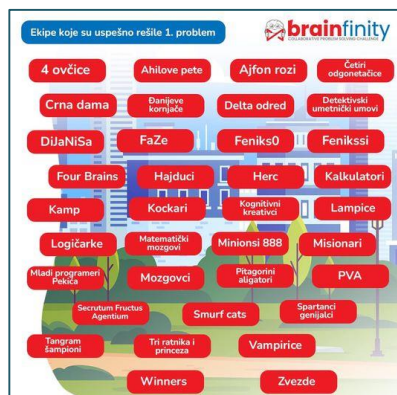 Ekipe koje su uspešno rešile 1. problem
brainfinity
COLLABORATIVE PROBLEM SOLVING CHALLENGE
4 ovčice
Ahilove pete
Ajfon rozi
Četiri
odgonetačice
Crna dama
Đanijeve
kornjače
Delta odred
Detektivski
umetnički umovi
DiJaNiSa
FaZe
Feniks0
Fenikssi
Four Brains
Hajduci
Herc
Kalkulatori
Kamp
Kockari
Kognitivni
kreativci
Lampice
Logičarke
Matematički
mozgovi
Minionsi 888
Misionari
Mladi programeri
Pekića
Mozgovci
Pitagorini
aligatori
PVA
Secrutum Fructus
Agentium
Smurf cats
Spartanci
genijalci
Tangram
šampioni
Tri ratnika i
princeza
Vampirice
Winners
Zvezde